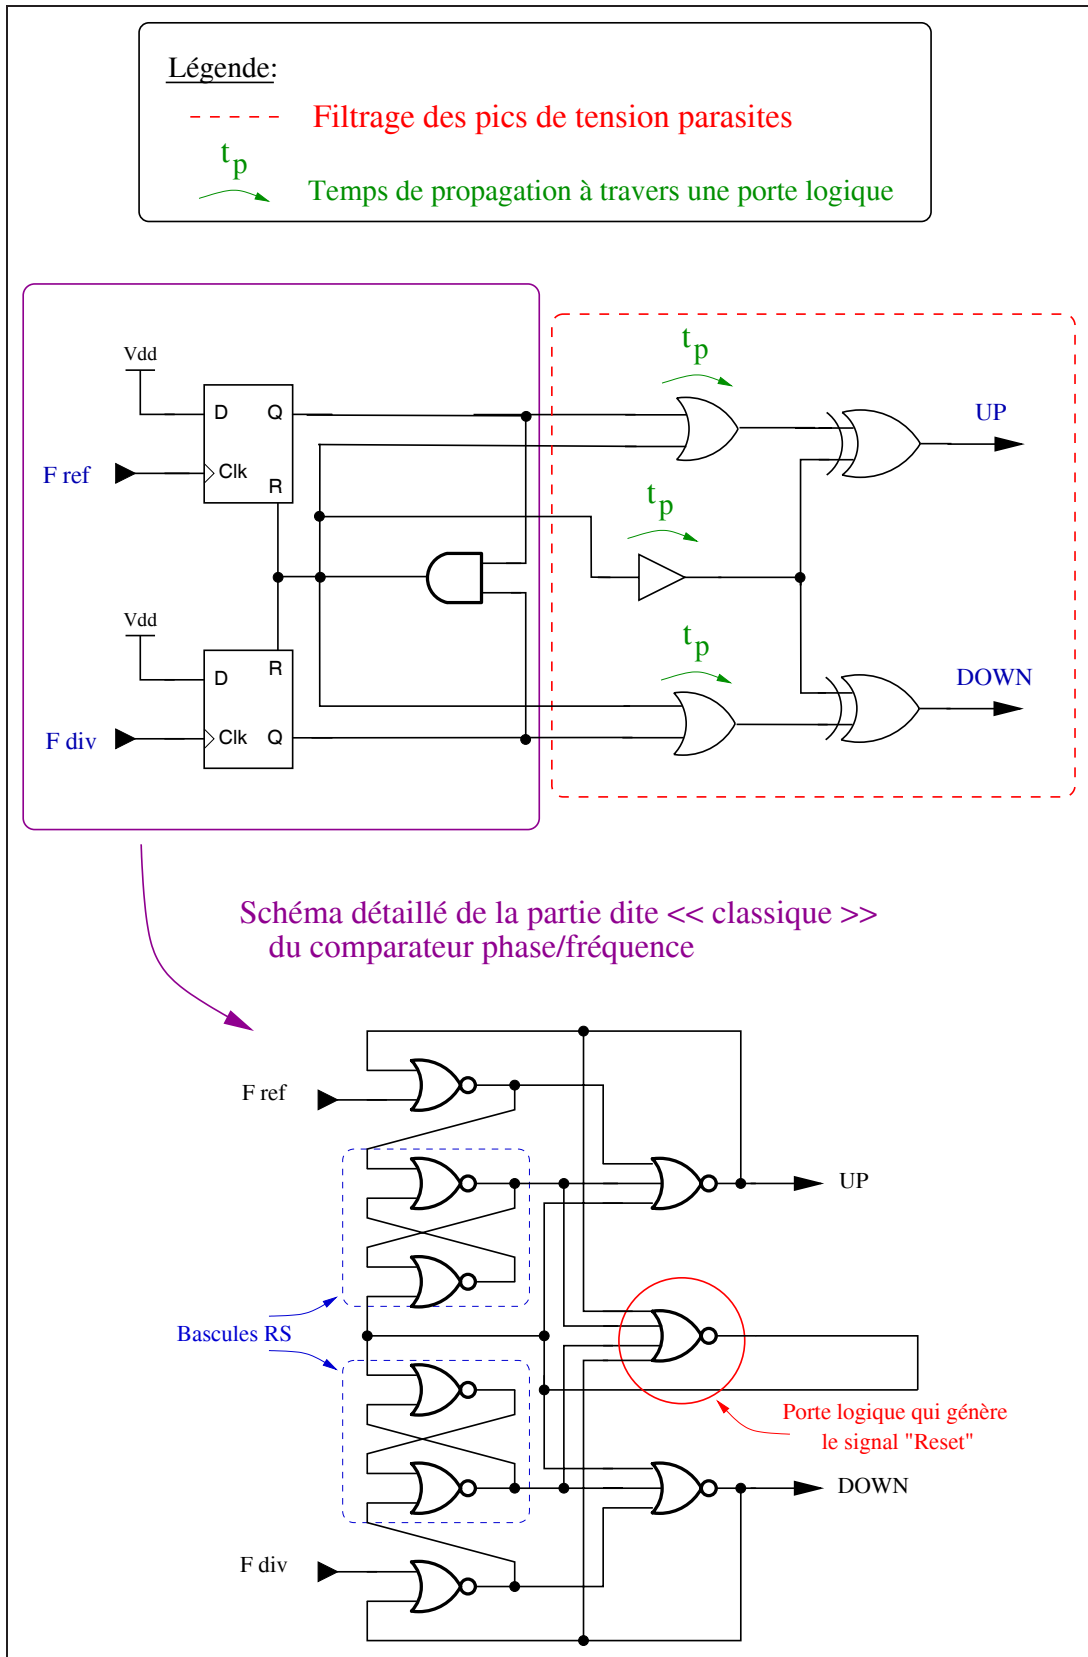 Légende:
Filtrage des pics de tension parasites
tp
Temps de propagation à travers une porte logique
Vdd
D Q
F ref
Clk
R
tp
UP
tp
Vdd
R
D
tp
DOWN
F div
Clk Q
Schéma détaillé de la partie dite << classique >>
du comparateur phase/fréquence
F ref
UP
Bascules RS
Porte logique qui génère
le signal "Reset"
DOWN
F div